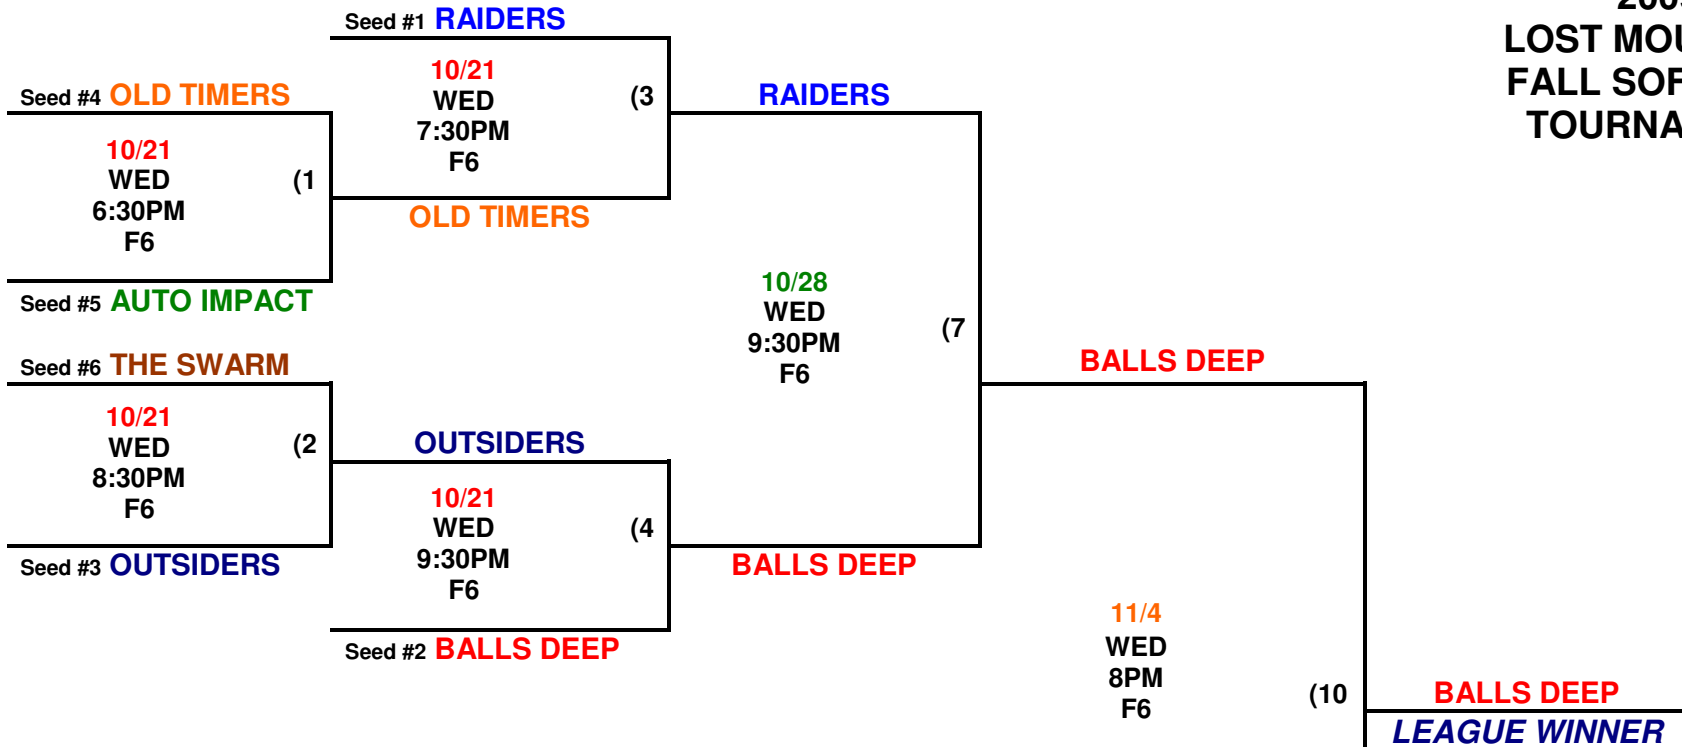 Seed #1 RAIDERS
LOST MOU
FALL SOF
TOURNA
Seed #4 OLD TIMERS
10/21
WED
7:30PM
F6
(3
RAIDERS
10/21
WED
6:30PM
F6
(1
OLD TIMERS
Seed #5 AUTO IMPACT
10/28
WED
9:30PM
F6
(7
Seed #6 THE SWARM
BALLS DEEP
10/21
WED
8:30PM
F6
(2
OUTSIDERS
10/21
WED
9:30PM
F6
(4
Seed #3 OUTSIDERS
BALLS DEEP
Seed #2 BALLS DEEP
11/4
WED
8PM
F6
(10
BALLS DEEP
LEAGUE WINNER